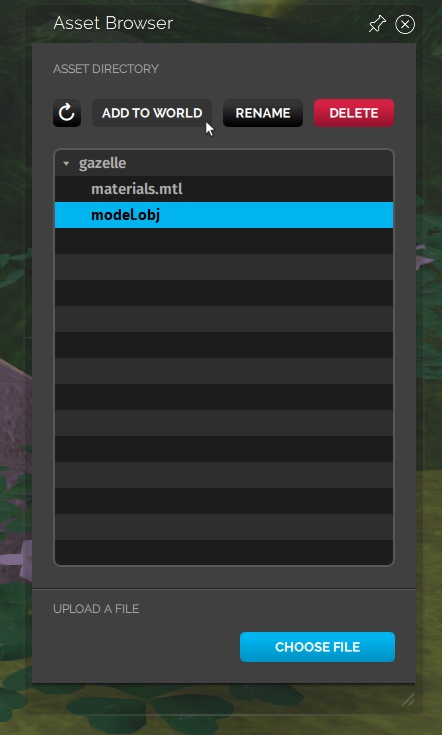 Asset Browser
ASSET DIRECTORY
ADD TO WORLD RENAME DELETE
gazelle
materials.mtl
model.obj
UPLOAD A FILE
CHOOSE FILE